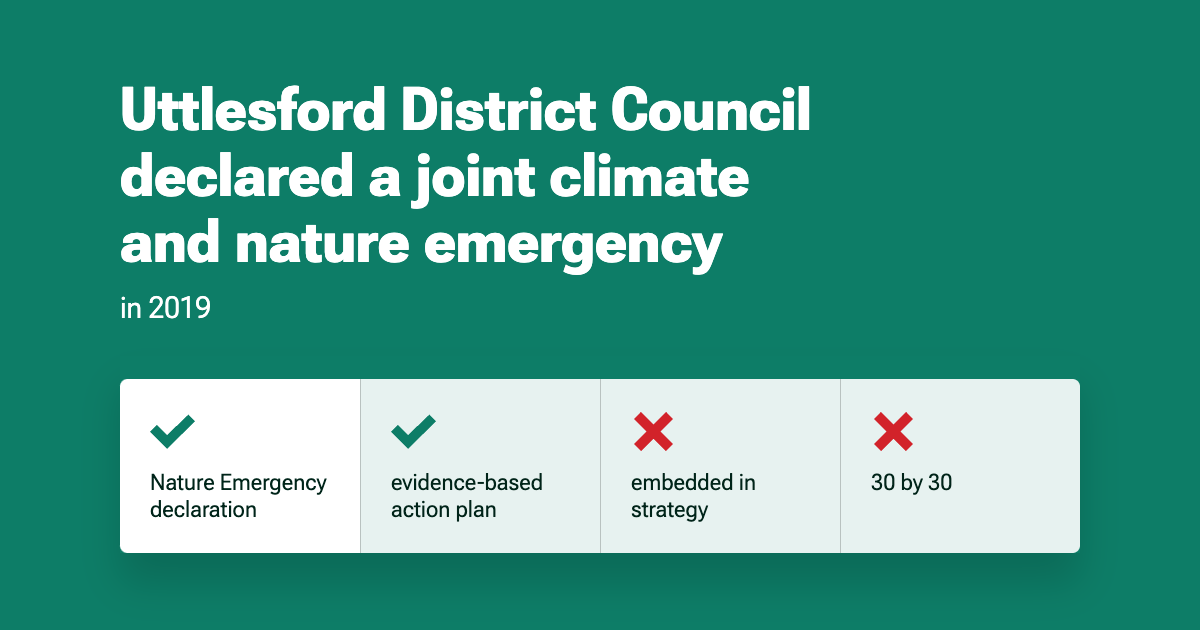 Uttlesford District Council
declared a joint climate
and nature emergency
in 2019
Nature Emergency
declaration
evidence-based
action plan
embedded in
strategy
30 by 30